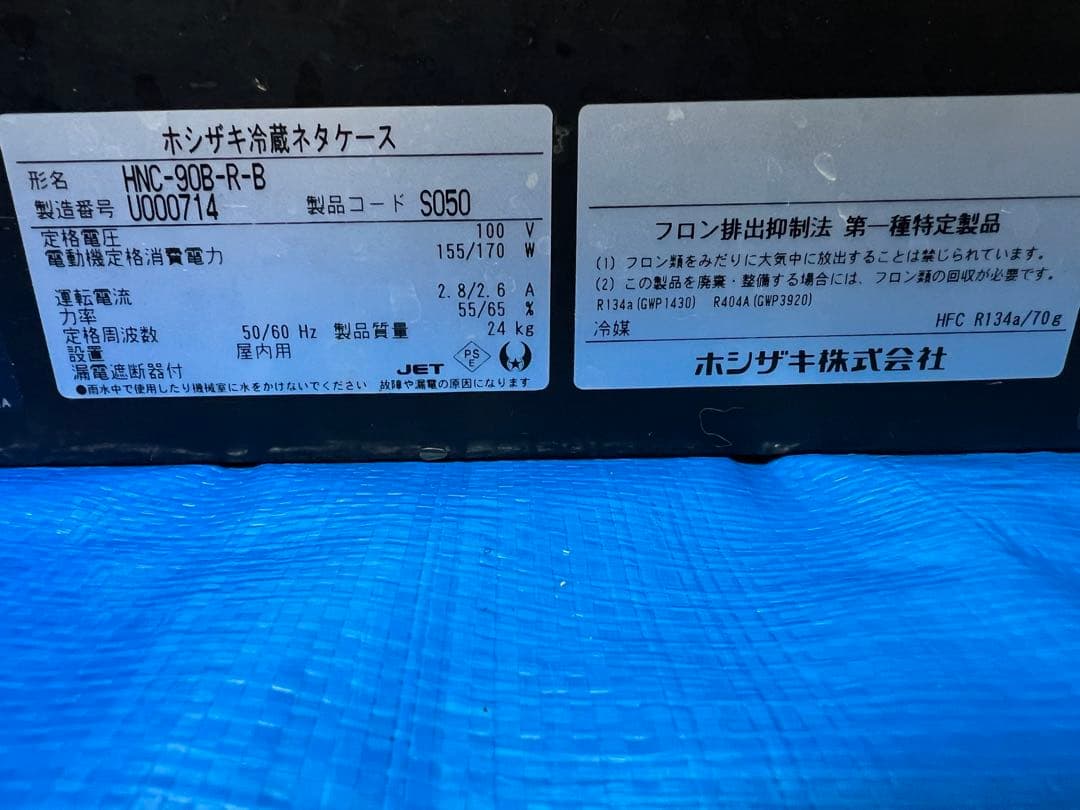 ホシザキ冷蔵ネタケース
形名 HNC-90B-R-B
製造番号 U000714 製品コード S050
定格電圧 100 V
電動機定格消費電力 155/170 W
運転電流 2.8/2.6 A
力率 55/65 %
定格周波数 50/60 Hz 製品質量 24 kg
設置 屋内用
漏電遮断器付 JET PS E
●雨水中で使用したり機械室に水をかけないでください 故障や漏電の原因になります
フロン排出抑制法 第一種特定製品
(1) フロン類をみだりに大気中に放出することは禁じられています。
(2) この製品を廃棄・整備する場合には、フロン類の回収が必要です。
R134a(GWP1430) R404A(GWP3920)
冷媒 HFC R134a/70g
ホシザキ株式会社